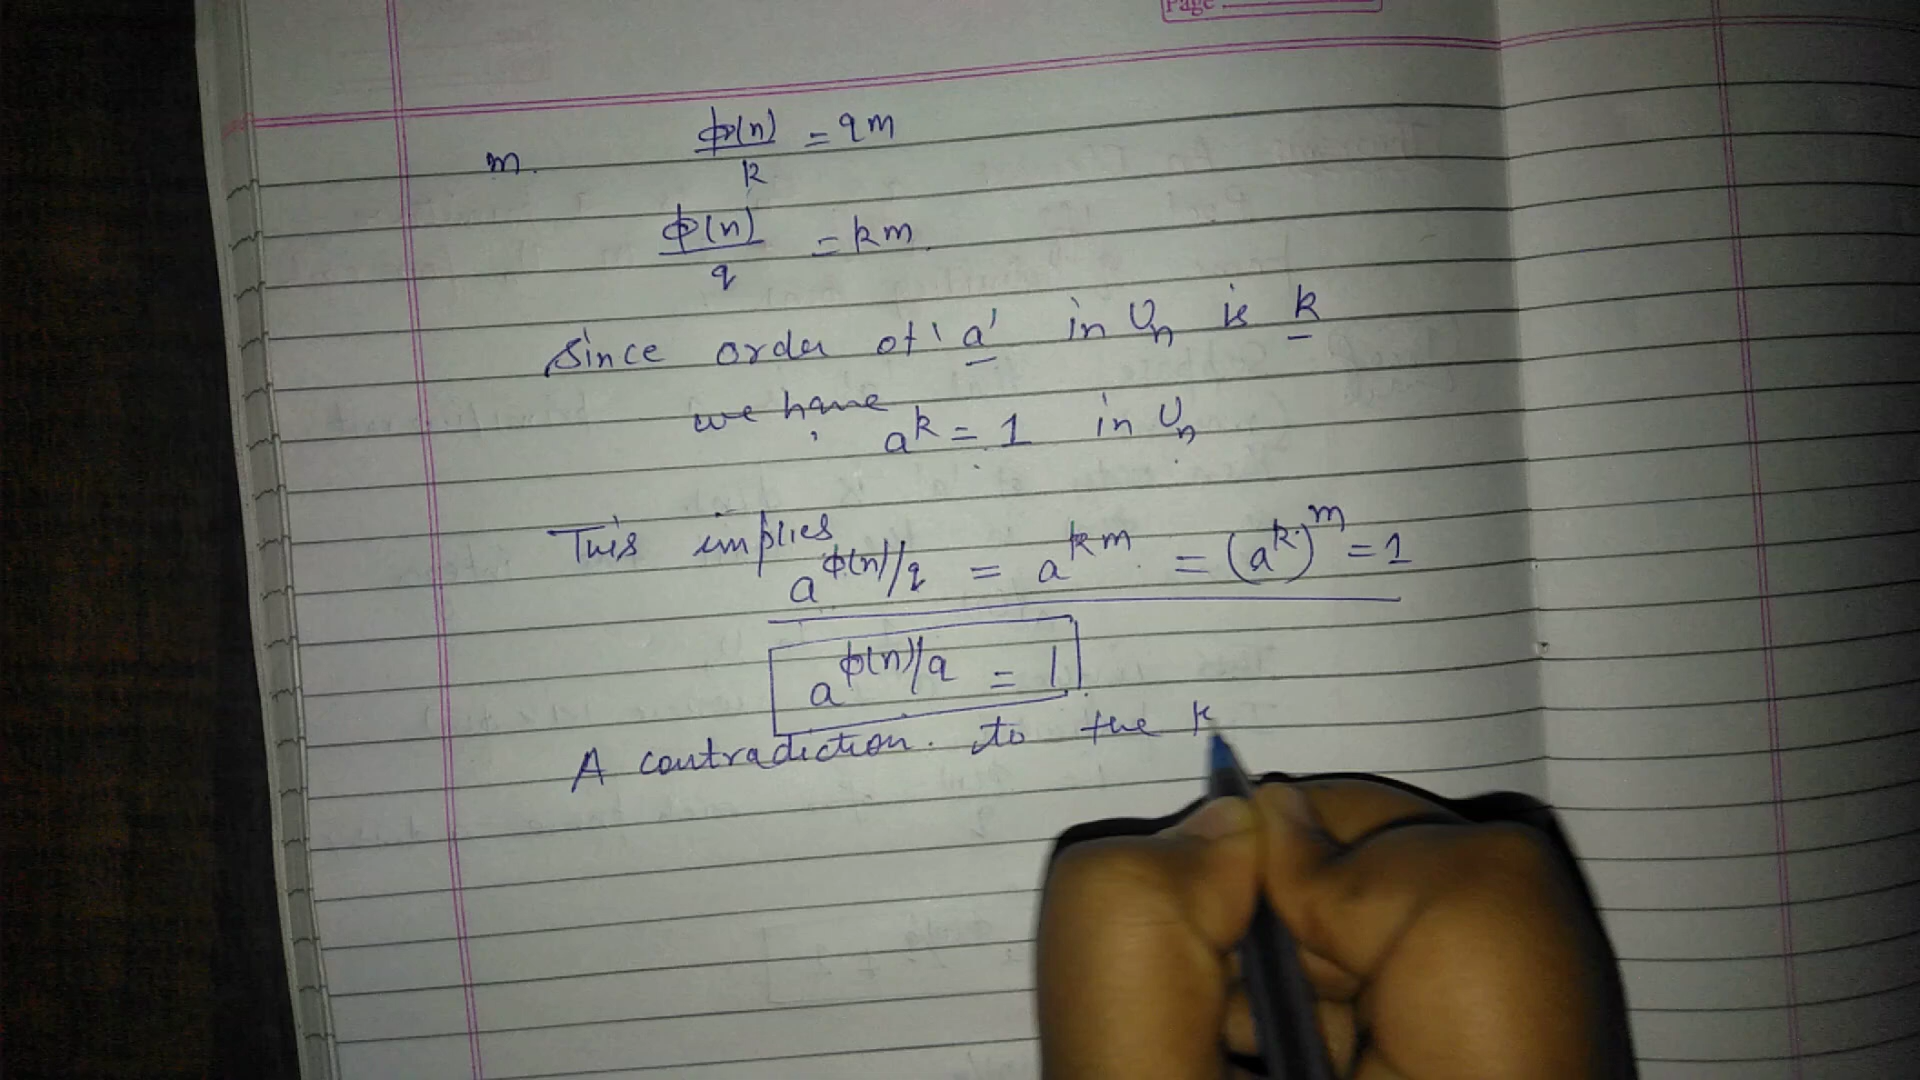 Page
m. ϕ(n)/k = qm
ϕ(n)/q = km.
Since order of 'a' in Un is k
we have,
a^k = 1 in Un
This implies
a^ϕ(n)/q = a^km = (a^k)^m = 1
a^ϕ(n)/q = 1
A contradiction. to the